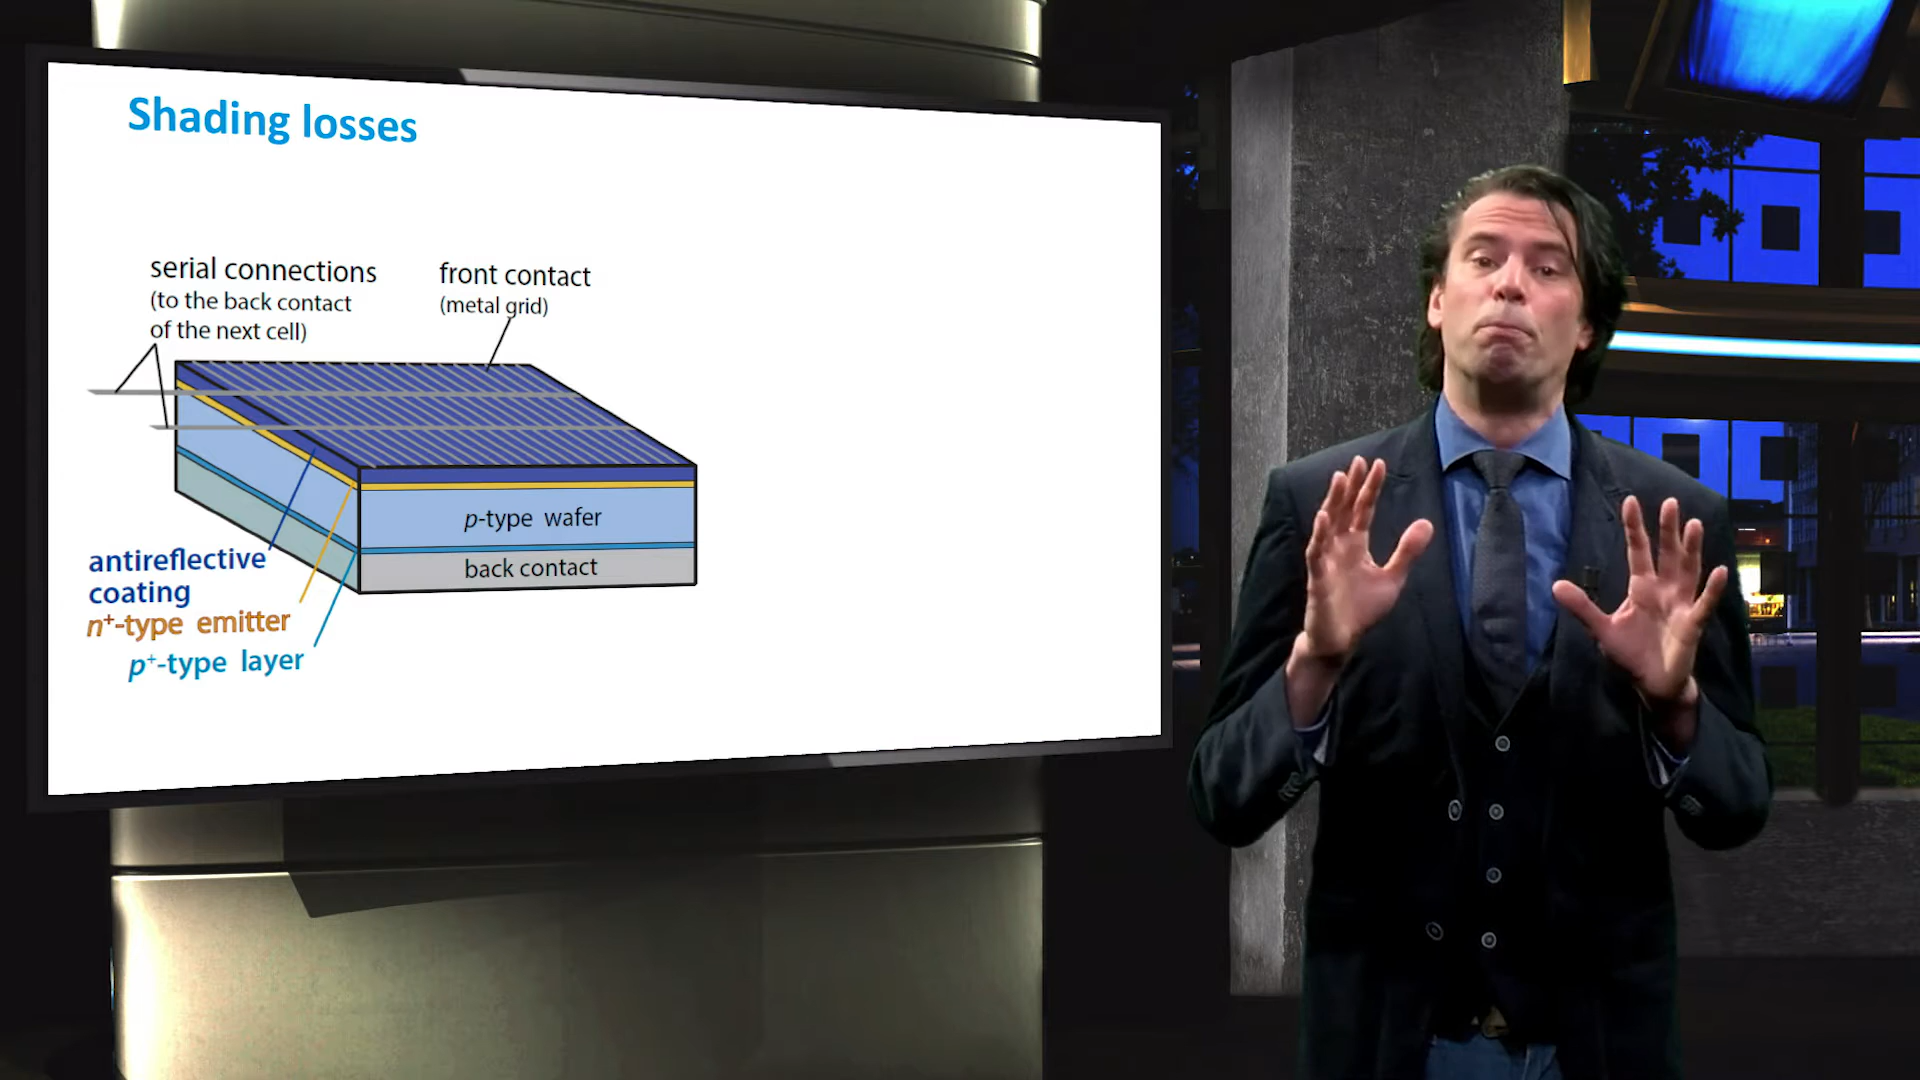 Shading losses
serial connections
(to the back contact
of the next cell)
front contact
(metal grid)
p-type wafer
back contact
antireflective
coating
n⁺-type emitter
p⁺-type layer